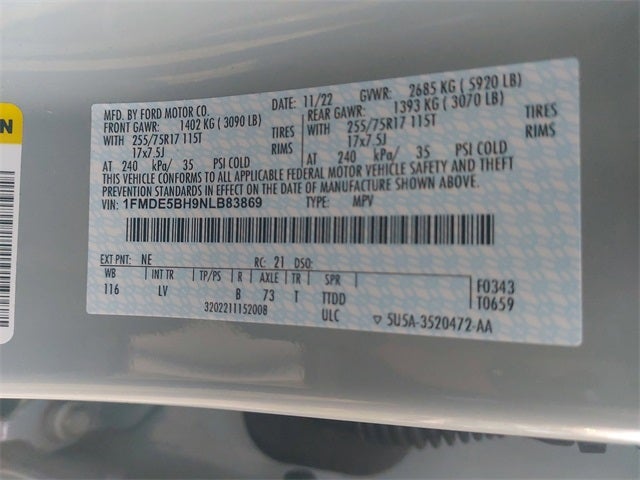 N
MFD. BY FORD MOTOR CO.
DATE: 11/22 GVWR: 2685 KG ( 5920 LB)
FRONT GAWR: 1402 KG ( 3090 LB) REAR GAWR: 1393 KG ( 3070 LB)
WITH 255/75R17 115T TIRES WITH 255/75R17 115T TIRES
17x7.5J RIMS 17x7.5J RIMS
AT 240 kPa/ 35 PSI COLD AT 240 kPa/ 35 PSI COLD
THIS VEHICLE CONFORMS TO ALL APPLICABLE FEDERAL MOTOR VEHICLE SAFETY AND THEFT
PREVENTION STANDARDS IN EFFECT ON THE DATE OF MANUFACTURE SHOWN ABOVE.
VIN: 1FMDE5BH9NLB83869 TYPE: MPV
EXT PNT: NE RC: 21 DSO:
WB INT TR TP/PS R AXLE TR SPR
116 LV B 73 T TTDD F0343
T0659
3202211152008 ULC 5U5A-3520472-AA